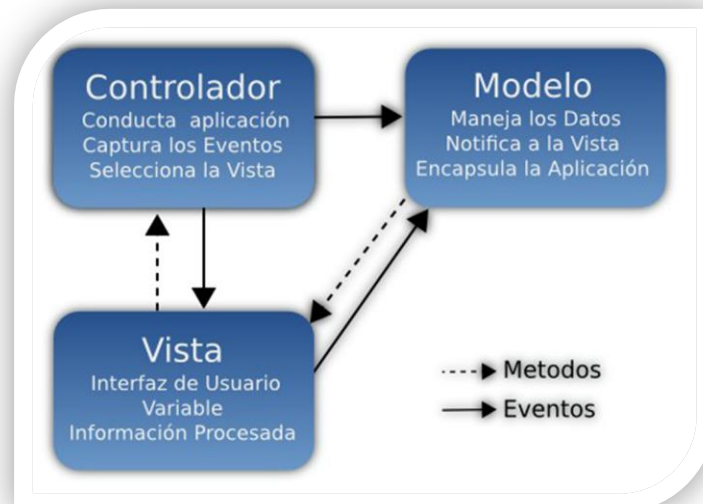 Controlador
Conducta aplicación
Captura los Eventos
Selecciona la Vista
Modelo
Maneja los Datos
Notifica a la Vista
Encapsula la Aplicación
Vista
Interfaz de Usuario
Variable
Información Procesada
Metodos
Eventos